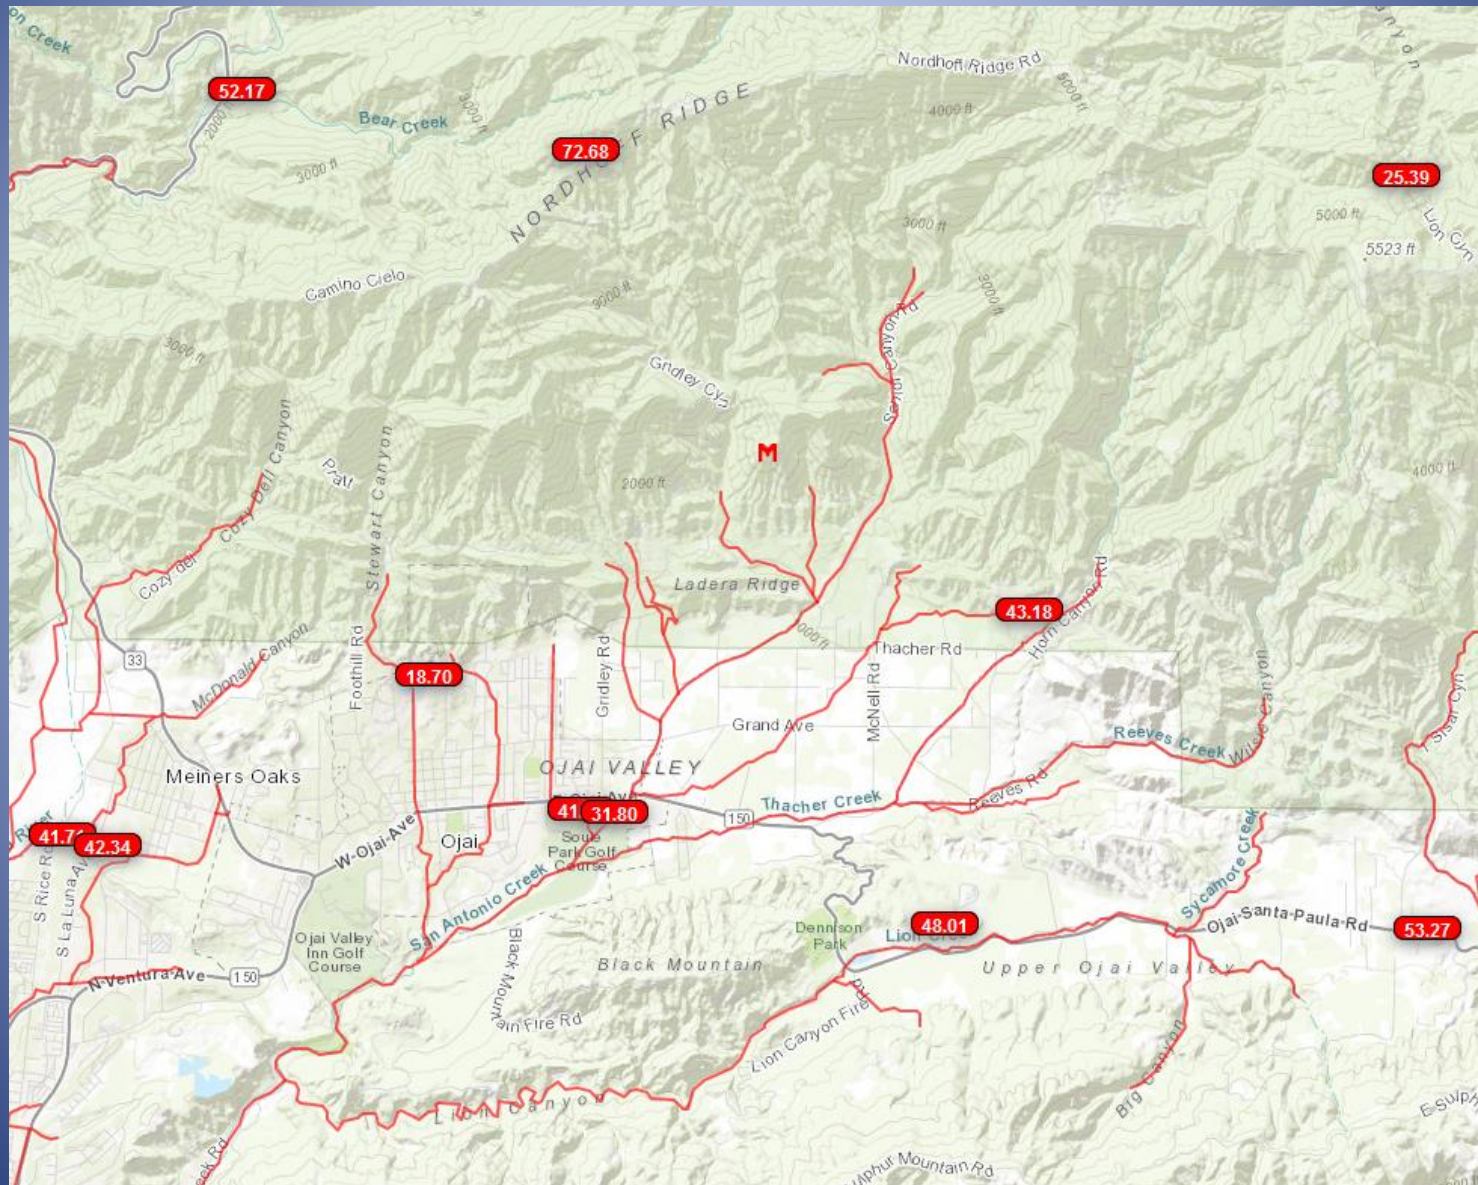 Creek
52.17
2000
Bear Creek
3000 ft
3000 ft
72.68
NORDHOFF RIDGE
Nordhoff Ridge Rd
5000 ft
4000 ft
25.39
5000 ft
Lion Cyn
5523 ft
3000 ft
3000 ft
Camino Cielo
3000 ft
3000 ft
Gridley Cyn
Senior Canyon Rd
M
2000 ft
4000 ft
Pratt
Stewart Canyon
Cozy Dell Canyon
Cozy del
Ladera Ridge
43.18
Horn Canyon Rd
Thacher Rd
33
McDonald Canyon
Foothill Rd
18.70
Gridley Rd
McNell Rd
Grand Ave
Reeves Creek
Wilsie Canyon
Sisar Cyn
Meiners Oaks
OJAI VALLEY
Thacher Creek
Reeves Rd
31.80
150
W Ojai Ave
Ojai
Soule
Park Golf
Course
River
42.34
S Rice Rd
S La Luna Av
San Antonio Creek
Sycamore Creek
Ojai-Santa-Paula-Rd
53.27
48.01
Dennison
Park
Ojai Valley
Inn Golf
Course
N Ventura Ave
150
Black Mountain
Upper Ojai Valley
Black Mountain Fire Rd
Lion Canyon Fire Rd
Lion Canyon
Big Canyon
Mountain Rd